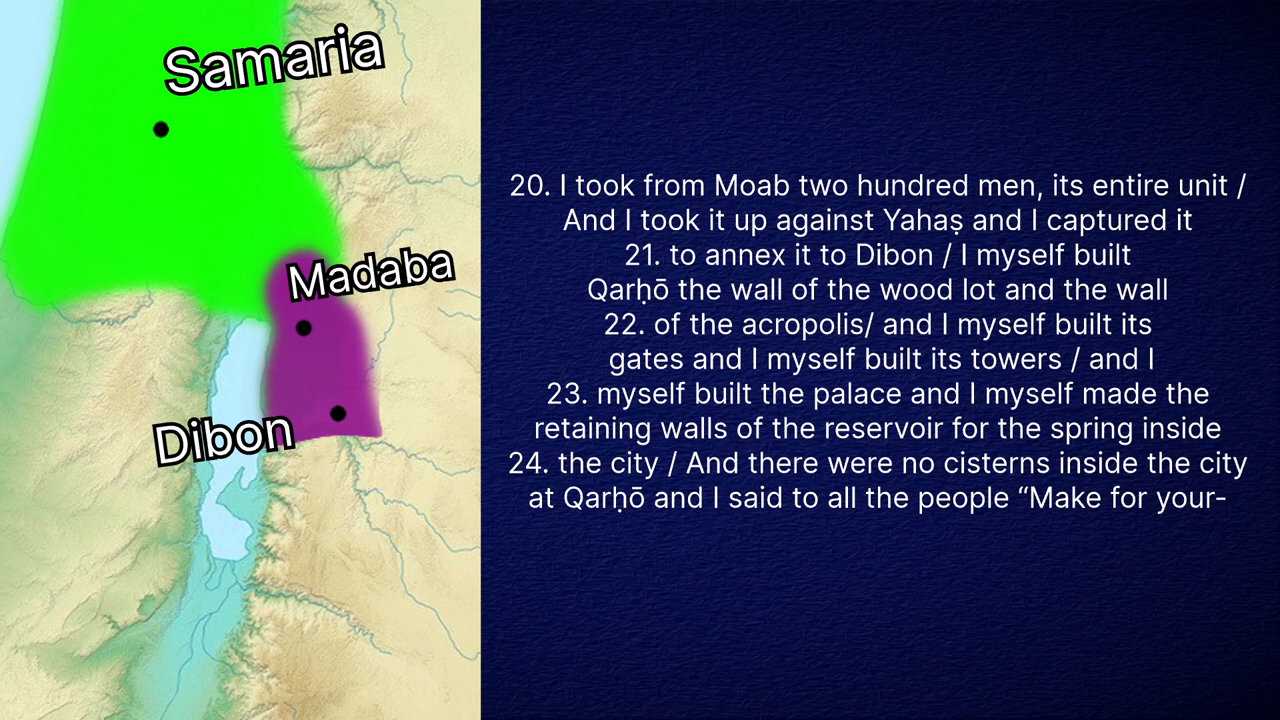 Samaria
Madaba
Dibon
20. I took from Moab two hundred men, its entire unit /
And I took it up against Yahaṣ and I captured it
21. to annex it to Dibon / I myself built
Qarḥō the wall of the wood lot and the wall
22. of the acropolis/ and I myself built its
gates and I myself built its towers / and I
23. myself built the palace and I myself made the
retaining walls of the reservoir for the spring inside
24. the city / And there were no cisterns inside the city
at Qarḥō and I said to all the people “Make for your-